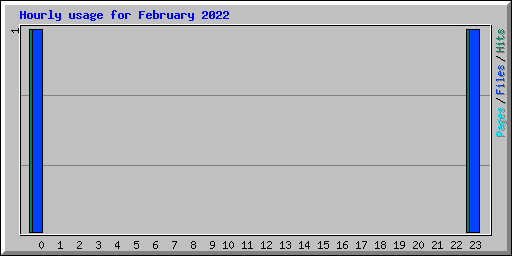 Hourly usage for February 2022
1
Pages/Files/Hits
0 1 2 3 4 5 6 7 8 9 10 11 12 13 14 15 16 17 18 19 20 21 22 23